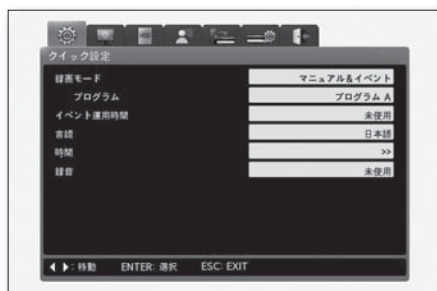 クイック設定
録画モード マニュアル&イベント
プログラム プログラム A
イベント運用時間 未使用
言語 日本語
時間 >>
録音 未使用
◀ ▶: 移動 ENTER: 選択 ESC: EXIT